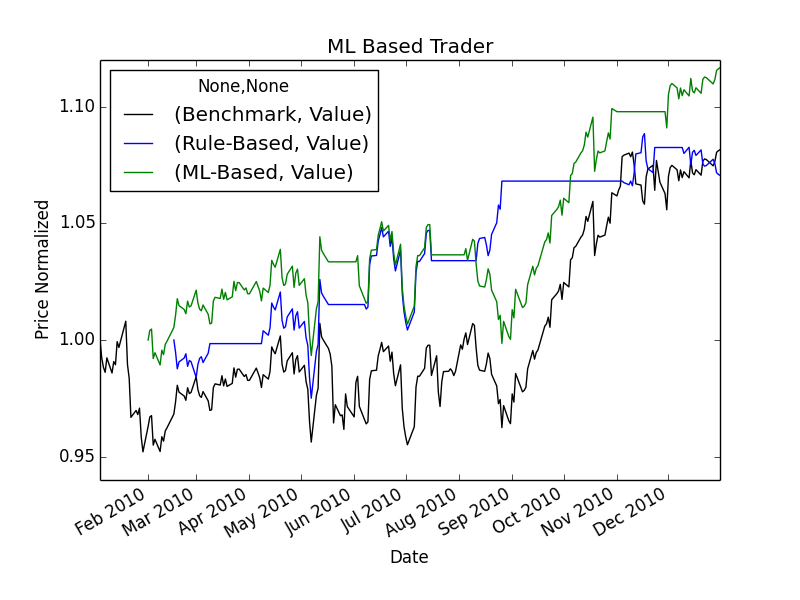 ML Based Trader
None,None
(Benchmark, Value)
(Rule-Based, Value)
(ML-Based, Value)
1.10
1.05
1.00
0.95
Price Normalized
Feb 2010
Mar 2010
Apr 2010
May 2010
Jun 2010
Jul 2010
Aug 2010
Sep 2010
Oct 2010
Nov 2010
Dec 2010
Date